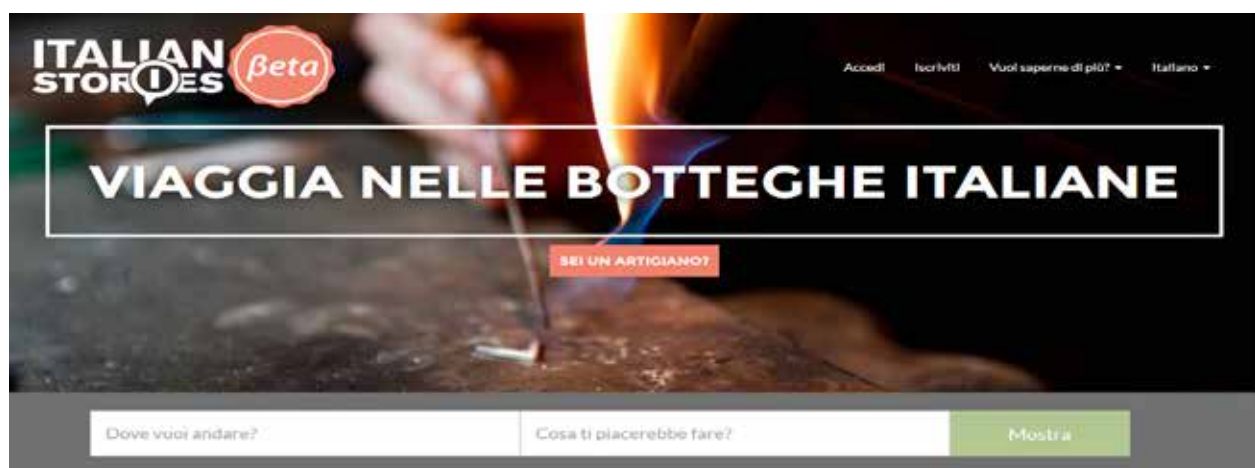 ITALIAN
STORIES
βeta
Accedi Iscriviti Vuoi saperne di più? Italiano
VIAGGIA NELLE BOTTEGHE ITALIANE
SEI UN ARTIGIANO?
Dove vuoi andare? Cosa ti piacerebbe fare? Mostra